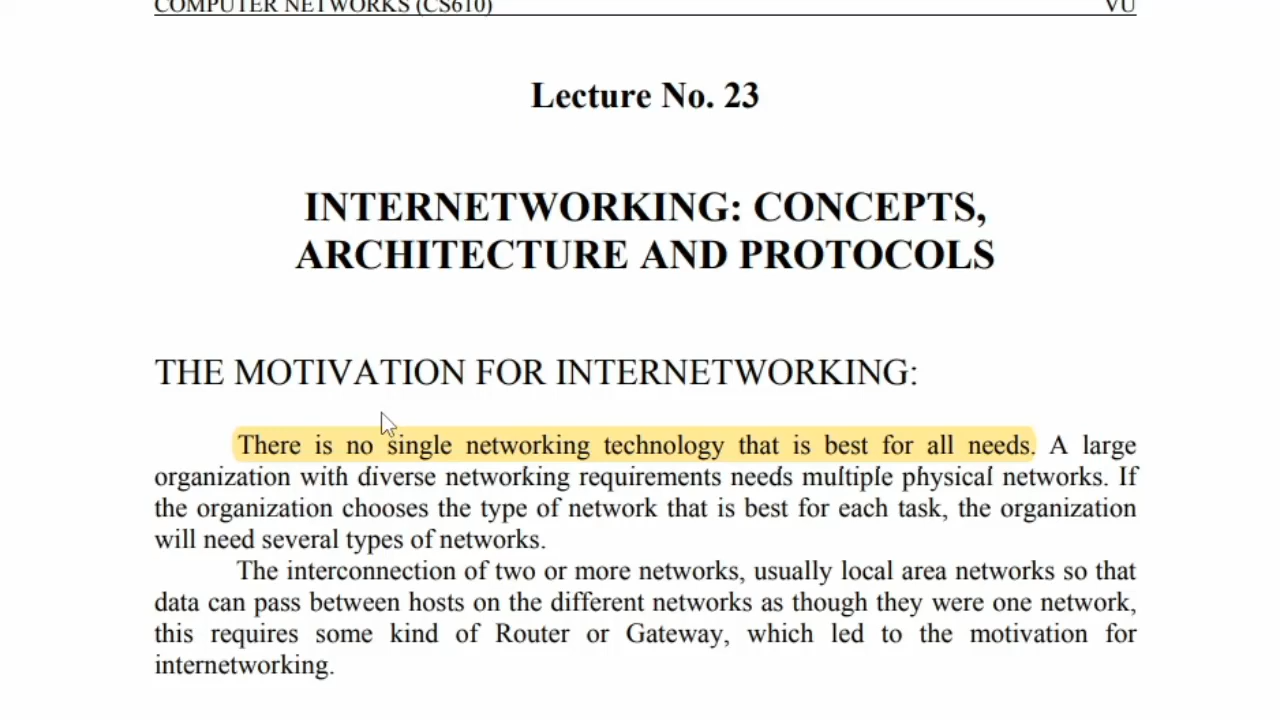 COMPUTER NETWORKS (CS610) VU
Lecture No. 23
INTERNETWORKING: CONCEPTS,
ARCHITECTURE AND PROTOCOLS
THE MOTIVATION FOR INTERNETWORKING:
There is no single networking technology that is best for all needs. A large
organization with diverse networking requirements needs multiple physical networks. If
the organization chooses the type of network that is best for each task, the organization
will need several types of networks.
The interconnection of two or more networks, usually local area networks so that
data can pass between hosts on the different networks as though they were one network,
this requires some kind of Router or Gateway, which led to the motivation for
internetworking.